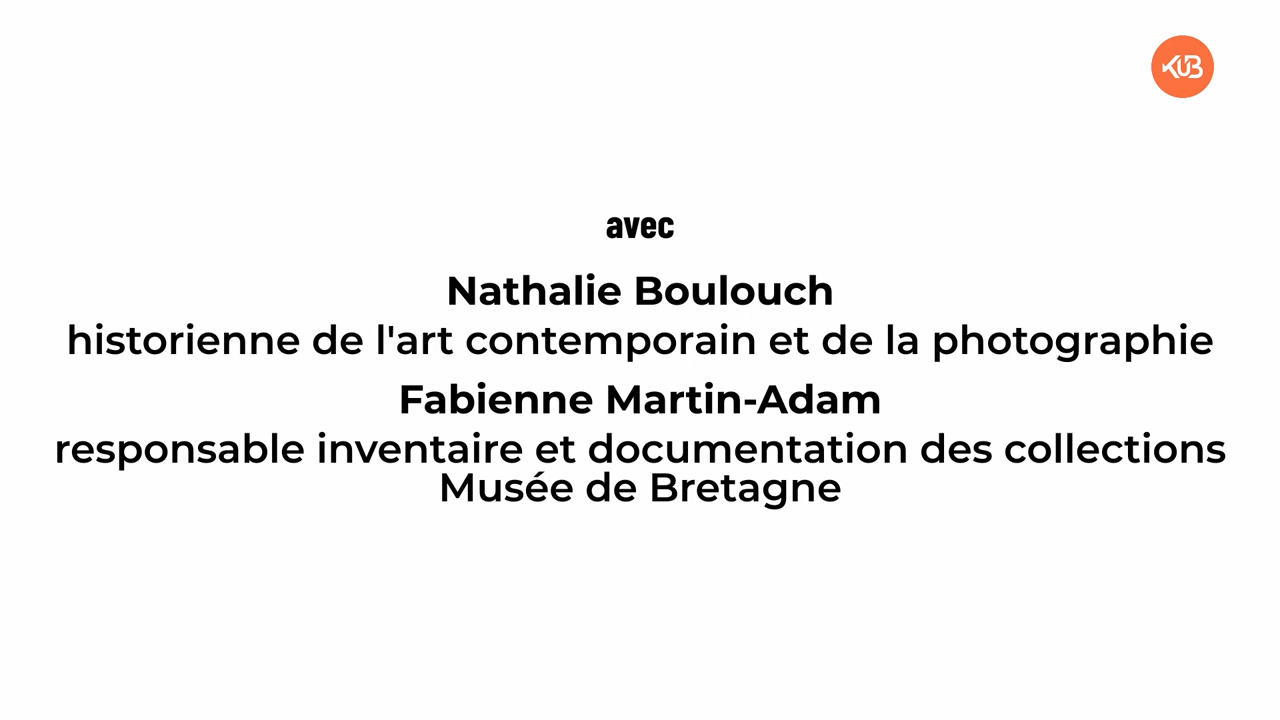 KUB
avec
Nathalie Boulouch
historienne de l'art contemporain et de la photographie
Fabienne Martin-Adam
responsable inventaire et documentation des collections
Musée de Bretagne